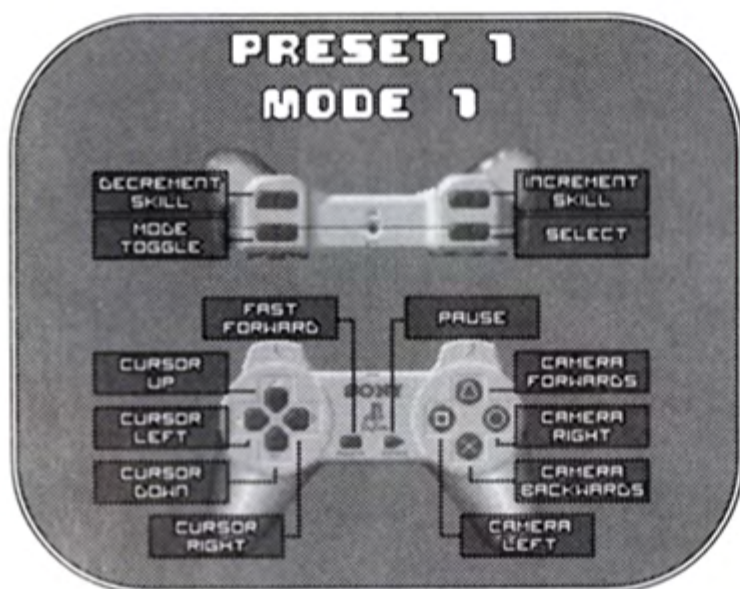 PRESET 1
MODE 1
DECREMENT
SKILL
INCREMENT
SKILL
MODE
TOGGLE
SELECT
FAST
FORWARD
PAUSE
CURSOR
UP
CAMERA
FORWARDS
SONY
CURSOR
LEFT
CAMERA
RIGHT
CURSOR
DOWN
CAMERA
BACKWARDS
CURSOR
RIGHT
CAMERA
LEFT